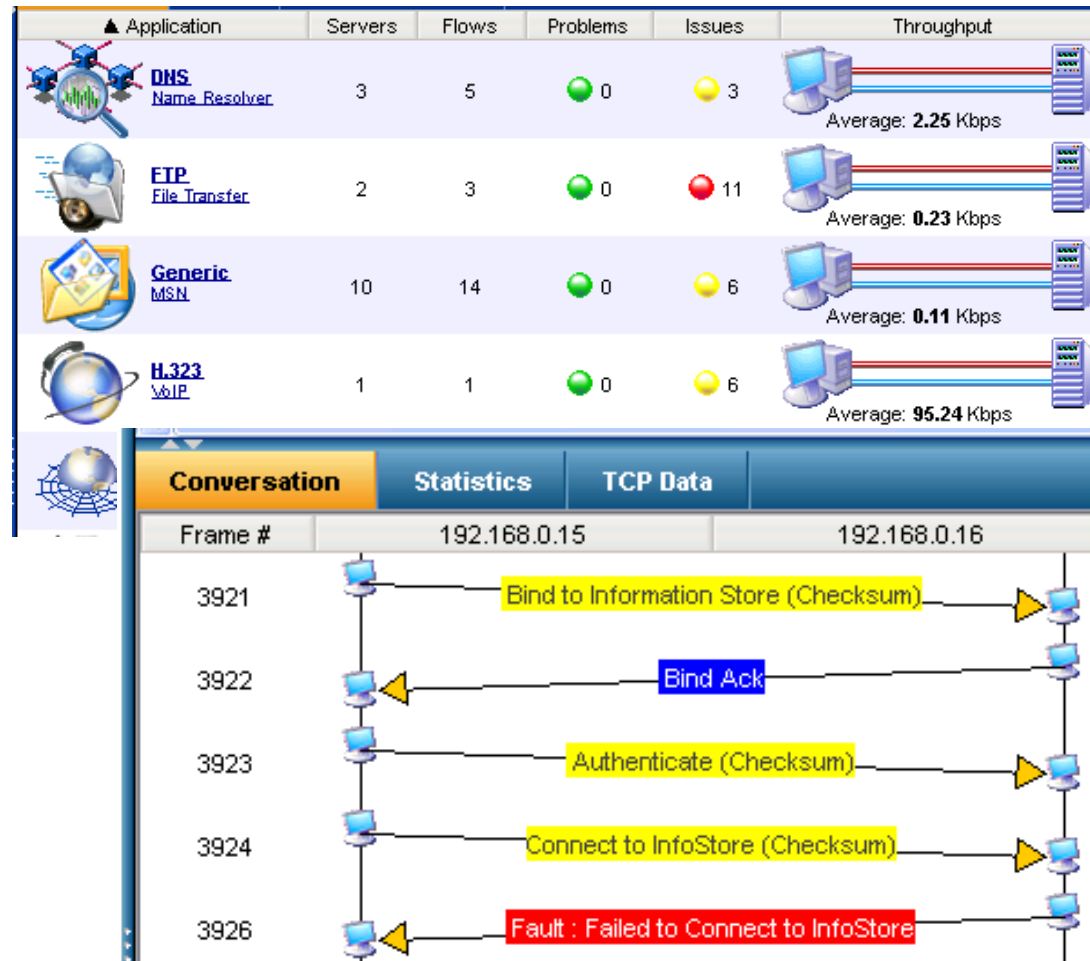 ▲ Application Servers Flows Problems Issues Throughput
DNS
Name Resolver
3 5 0 3
Average: 2.25 Kbps
FTP
File Transfer
2 3 0 11
Average: 0.23 Kbps
Generic
MSN
10 14 0 6
Average: 0.11 Kbps
H.323
VoIP
1 1 0 6
Average: 95.24 Kbps
Conversation Statistics TCP Data
Frame # 192.168.0.15 192.168.0.16
3921 Bind to Information Store (Checksum)
3922 Bind Ack
3923 Authenticate (Checksum)
3924 Connect to InfoStore (Checksum)
3926 Fault : Failed to Connect to InfoStore